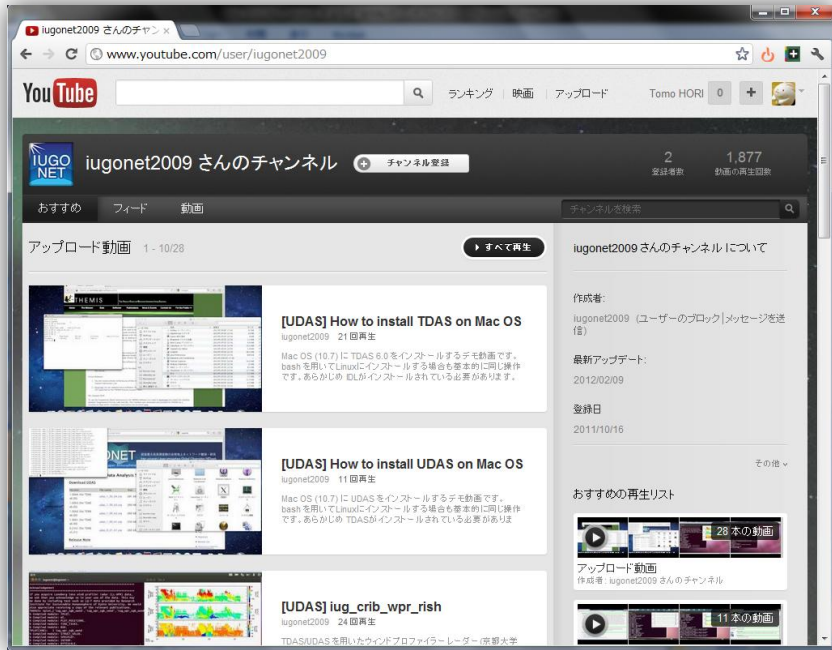 iugonet2009 さんのチャン
www.youtube.com/user/iugonet2009
YouTube
ランキング 映画 アップロード Tomo HORI 0 +
IUGO
NET
iugonet2009 さんのチャンネル
チャンネル登録
2
登録者数
1,877
動画の再生回数
おすすめ フィード 動画
チャンネルを検索
アップロード動画 1 - 10/28
すべて再生
THEMIS
[UDAS] How to install TDAS on Mac OS
iugonet2009 21 回再生
Mac OS (10.7) に TDAS 6.0 をインストールするデモ動画です。
bash を用いてLinuxにインストールする場合も基本的に同じ操作
です。あらかじめ IDLがインストールされている必要があります。
[UDAS] How to install UDAS on Mac OS
iugonet2009 11 回再生
Mac OS (10.7) に UDAS をインストールするデモ動画です。
bashを用いてLinuxにインストールする場合も基本的に同じ操作
です。あらかじめ TDASがインストールされている必要がありま
[UDAS] iug_crib_wpr_rish
iugonet2009 24 回再生
TDAS/UDAS を用いたウィンドプロファイラーレーダー (京都大学
iugonet2009 さんのチャンネル について
作成者:
iugonet2009 (ユーザーのブロック|メッセージを送
信)
最新アップデート:
2012/02/09
登録日
2011/10/16
その他
おすすめの再生リスト
28 本の動画
アップロード動画
作成者: iugonet2009 さんのチャンネル
11 本の動画